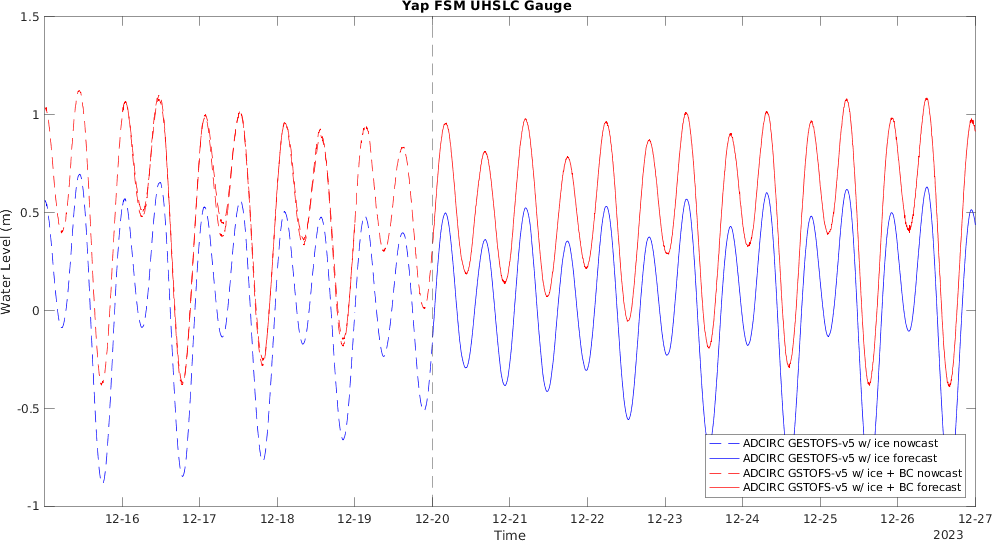 Yap FSM UHSLC Gauge
1.5
1
0.5
0
-0.5
-1
Water Level (m)
ADCIRC GESTOFS-v5 w/ ice nowcast
ADCIRC GESTOFS-v5 w/ ice forecast
ADCIRC GSTOFS-v5 w/ ice + BC nowcast
ADCIRC GSTOFS-v5 w/ ice + BC forecast
12-16 12-17 12-18 12-19 12-20 12-21 12-22 12-23 12-24 12-25 12-26 12-27
Time
2023